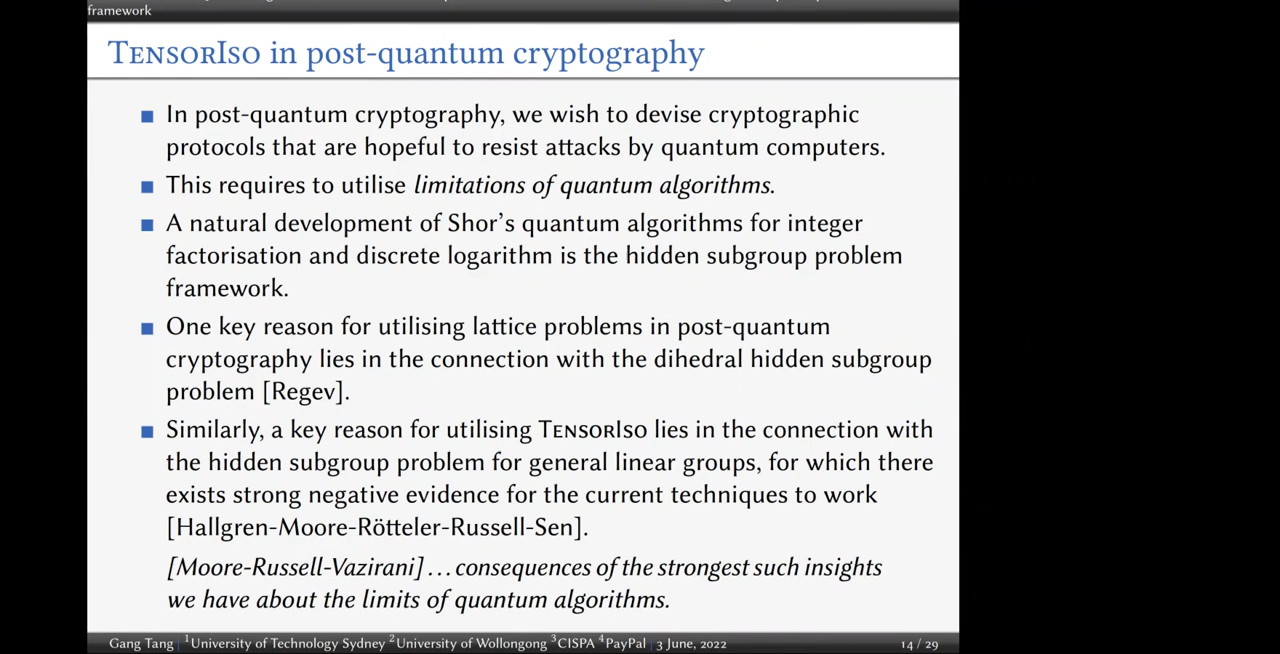 framework
TensorIso in post-quantum cryptography
In post-quantum cryptography, we wish to devise cryptographic
protocols that are hopeful to resist attacks by quantum computers.
This requires to utilise limitations of quantum algorithms.
A natural development of Shor's quantum algorithms for integer
factorisation and discrete logarithm is the hidden subgroup problem
framework.
One key reason for utilising lattice problems in post-quantum
cryptography lies in the connection with the dihedral hidden subgroup
problem [Regev].
Similarly, a key reason for utilising TensorIso lies in the connection with
the hidden subgroup problem for general linear groups, for which there
exists strong negative evidence for the current techniques to work
[Hallgren-Moore-Rötteler-Russell-Sen].
[Moore-Russell-Vazirani] ... consequences of the strongest such insights
we have about the limits of quantum algorithms.
Gang Tang | ¹University of Technology Sydney ²University of Wollongong ³CISPA ⁴PayPal | 3 June, 2022 14 / 29